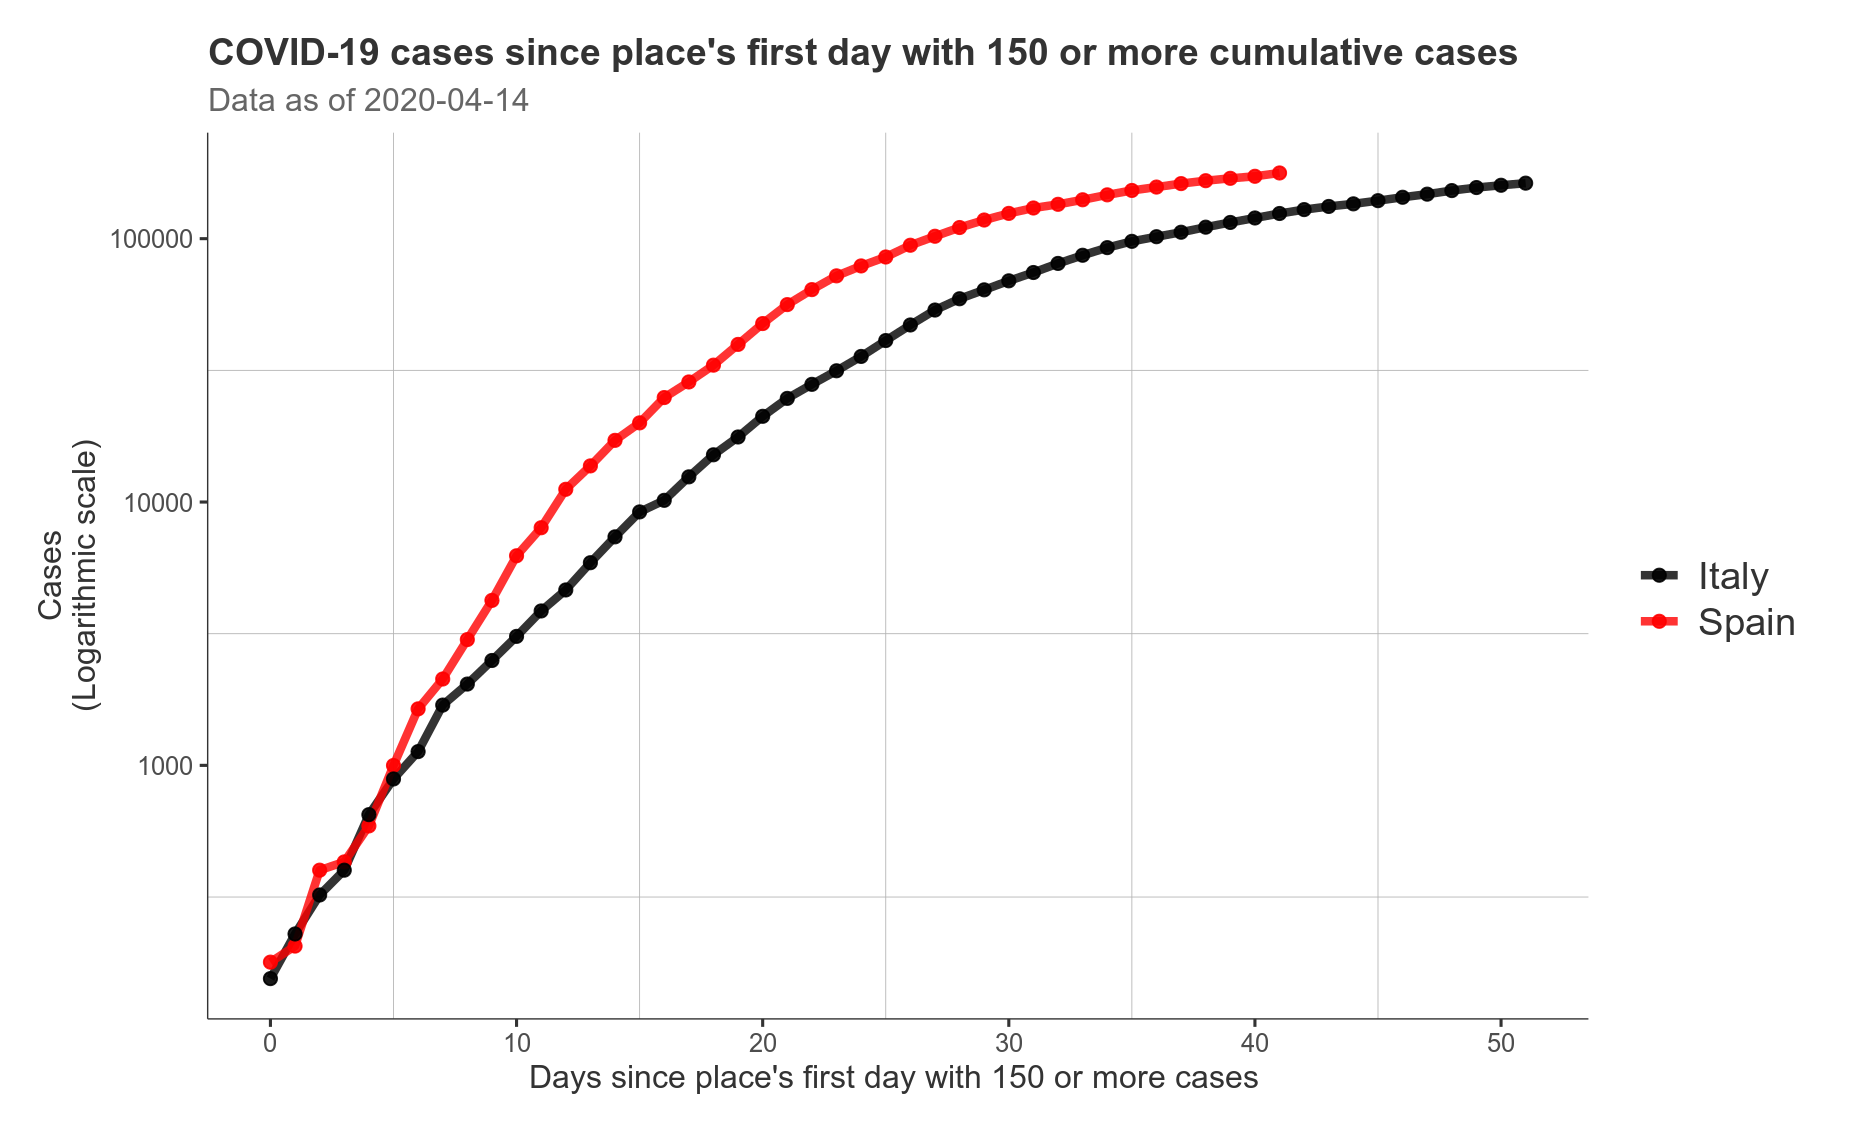 COVID-19 cases since place's first day with 150 or more cumulative cases
Data as of 2020-04-14
Cases
(Logarithmic scale)
100000
10000
1000
0 10 20 30 40 50
Days since place's first day with 150 or more cases
Italy
Spain